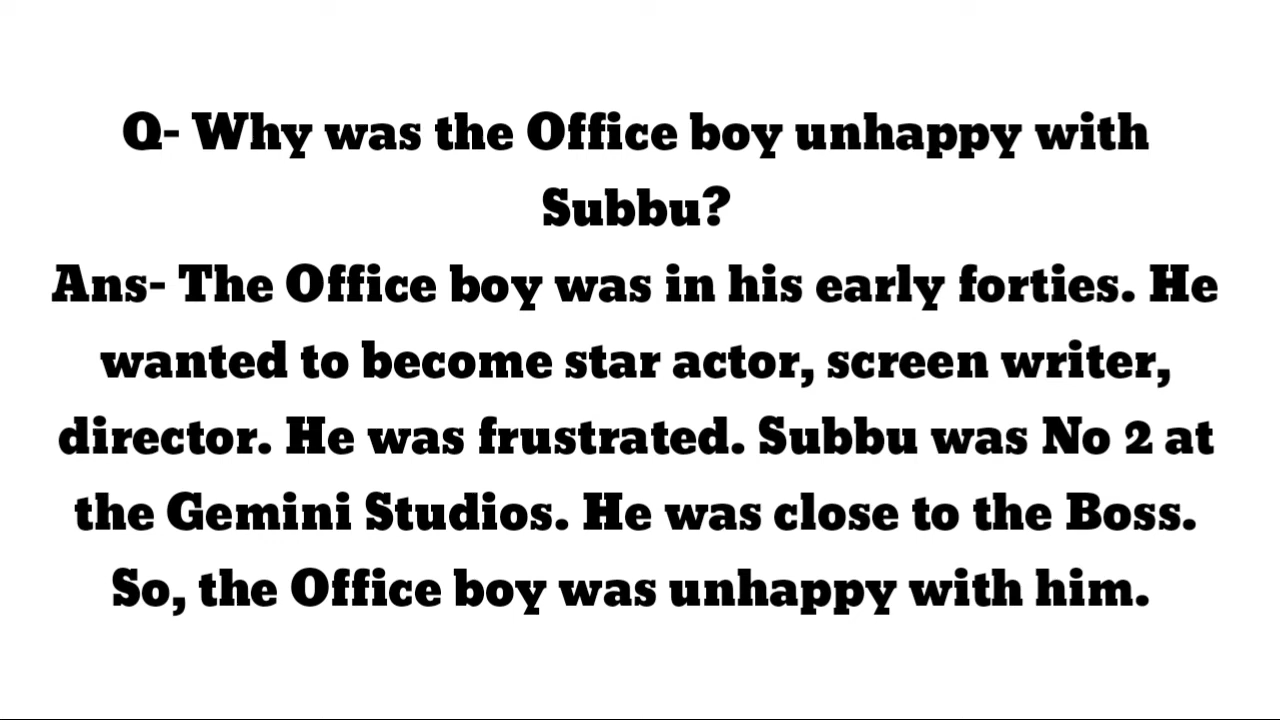 Q- Why was the Office boy unhappy with
Subbu?
Ans- The Office boy was in his early forties. He
wanted to become star actor, screen writer,
director. He was frustrated. Subbu was No 2 at
the Gemini Studios. He was close to the Boss.
So, the Office boy was unhappy with him.